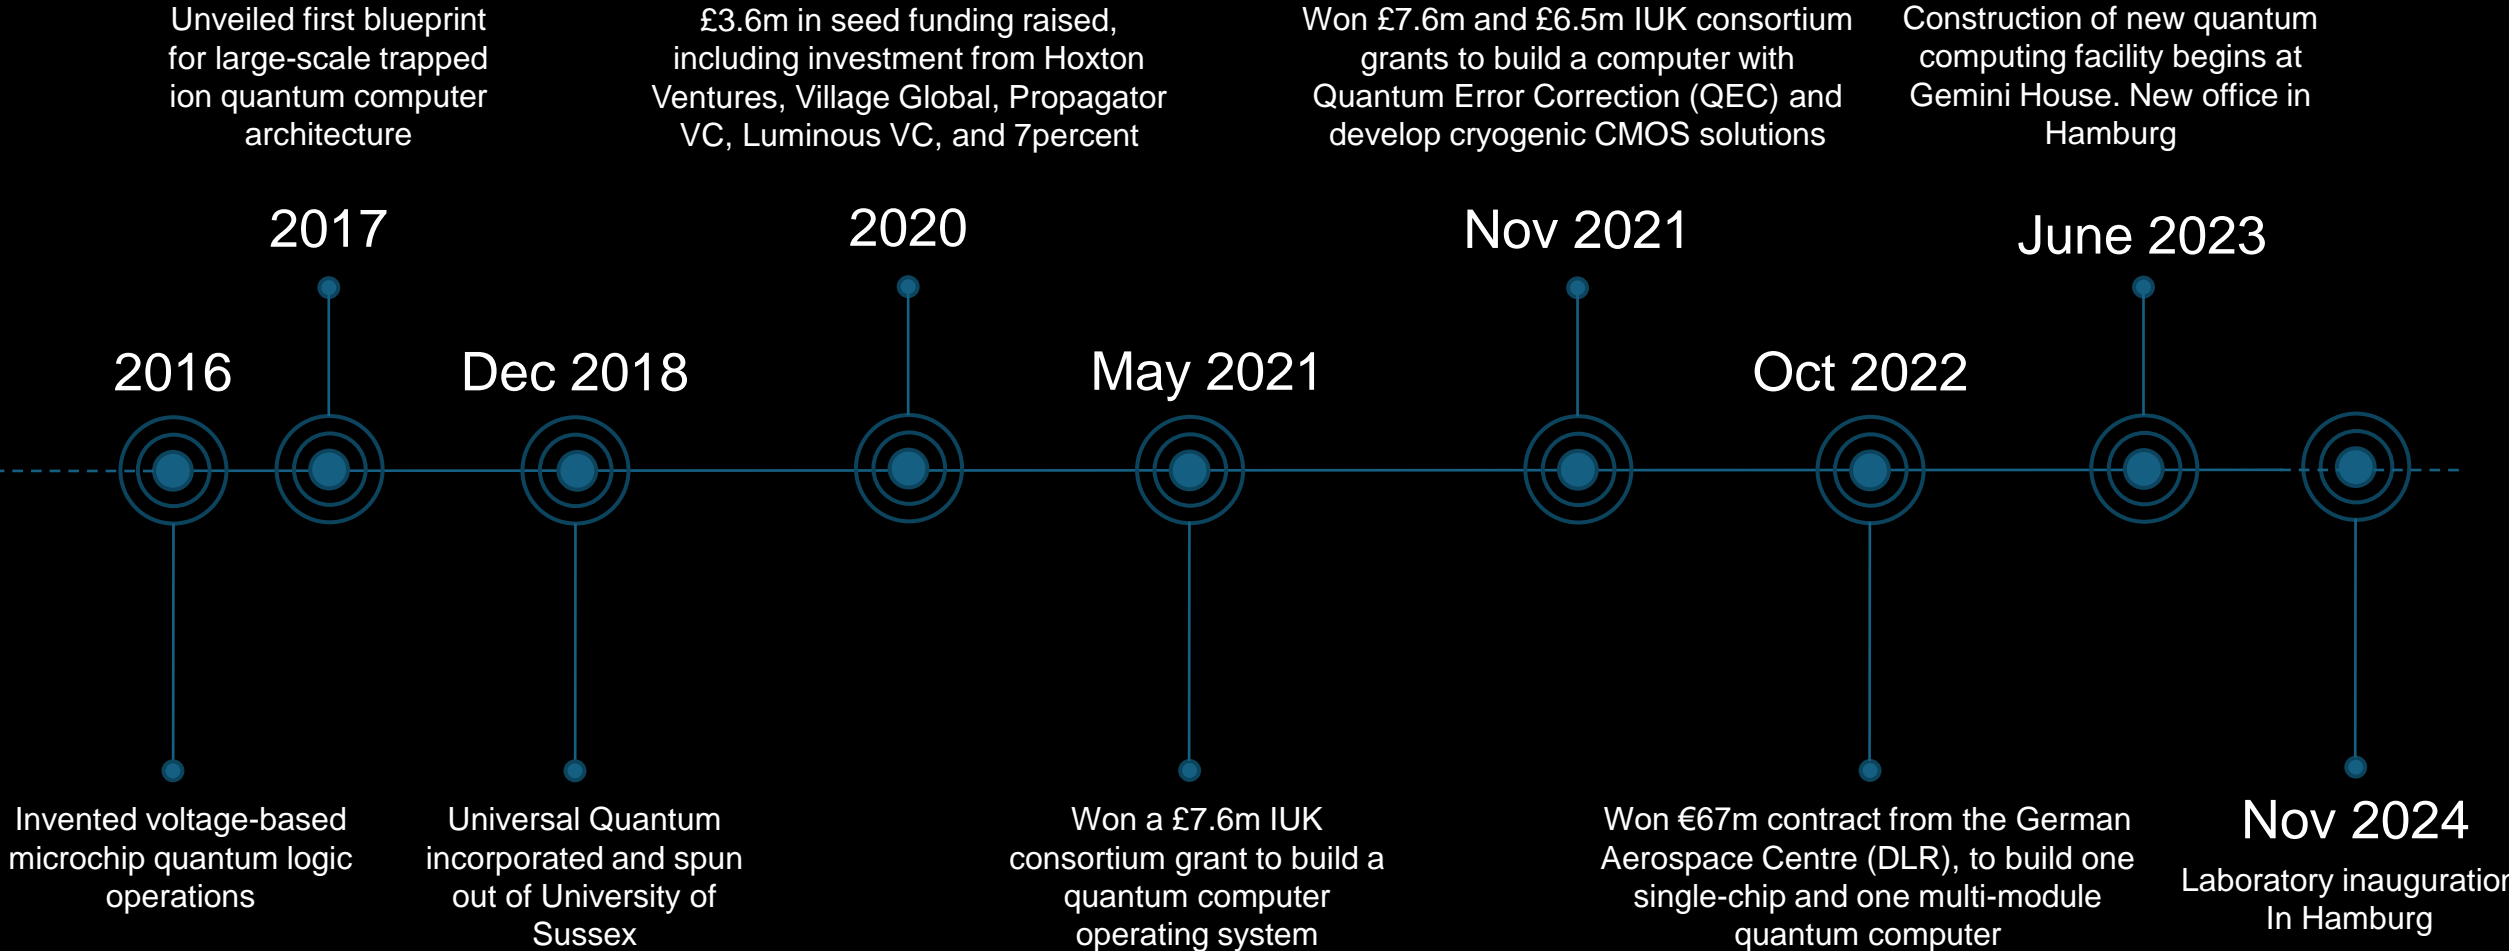 Unveiled first blueprint
for large-scale trapped
ion quantum computer
architecture
£3.6m in seed funding raised,
including investment from Hoxton
Ventures, Village Global, Propagator
VC, Luminous VC, and 7percent
Won £7.6m and £6.5m IUK consortium
grants to build a computer with
Quantum Error Correction (QEC) and
develop cryogenic CMOS solutions
Construction of new quantum
computing facility begins at
Gemini House. New office in
Hamburg
2017
2020
Nov 2021
June 2023
2016
Dec 2018
May 2021
Oct 2022
Invented voltage-based
microchip quantum logic
operations
Universal Quantum
incorporated and spun
out of University of
Sussex
Won a £7.6m IUK
consortium grant to build a
quantum computer
operating system
Won €67m contract from the German
Aerospace Centre (DLR), to build one
single-chip and one multi-module
quantum computer
Nov 2024
Laboratory inauguration
In Hamburg